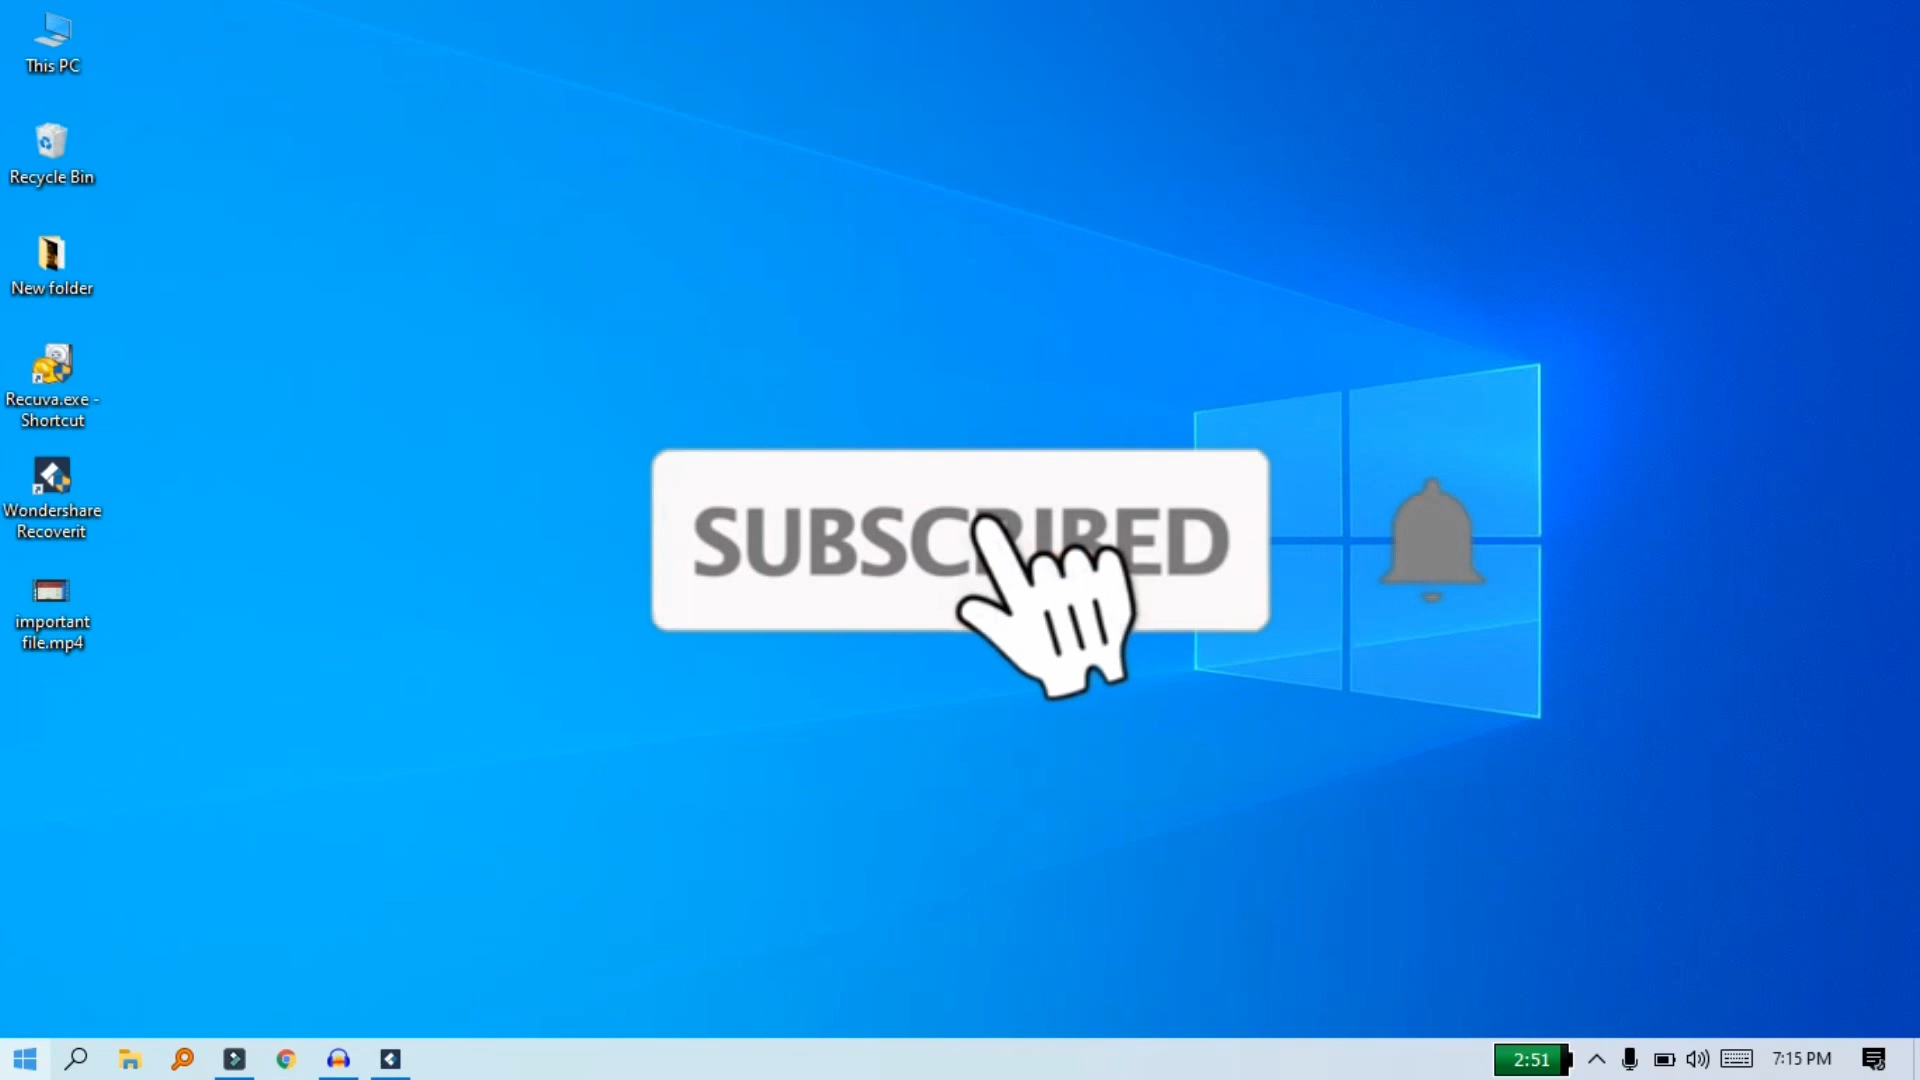 This PC
Recycle Bin
New folder
Recuva.exe -
Shortcut
Wondershare
Recoverit
important
file.mp4
SUBSCRIBED
2:51
7:15 PM